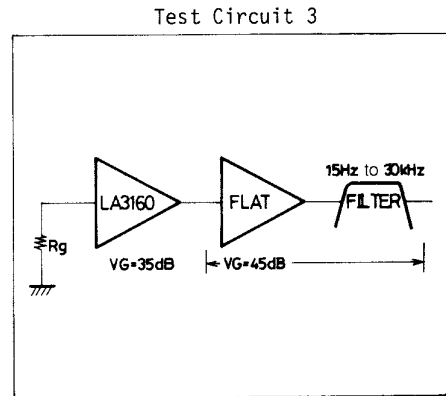 Test Circuit 3
15Hz to 30kHz
LA3160
FLAT
FILTER
Rg
VG=35dB
VG=45dB